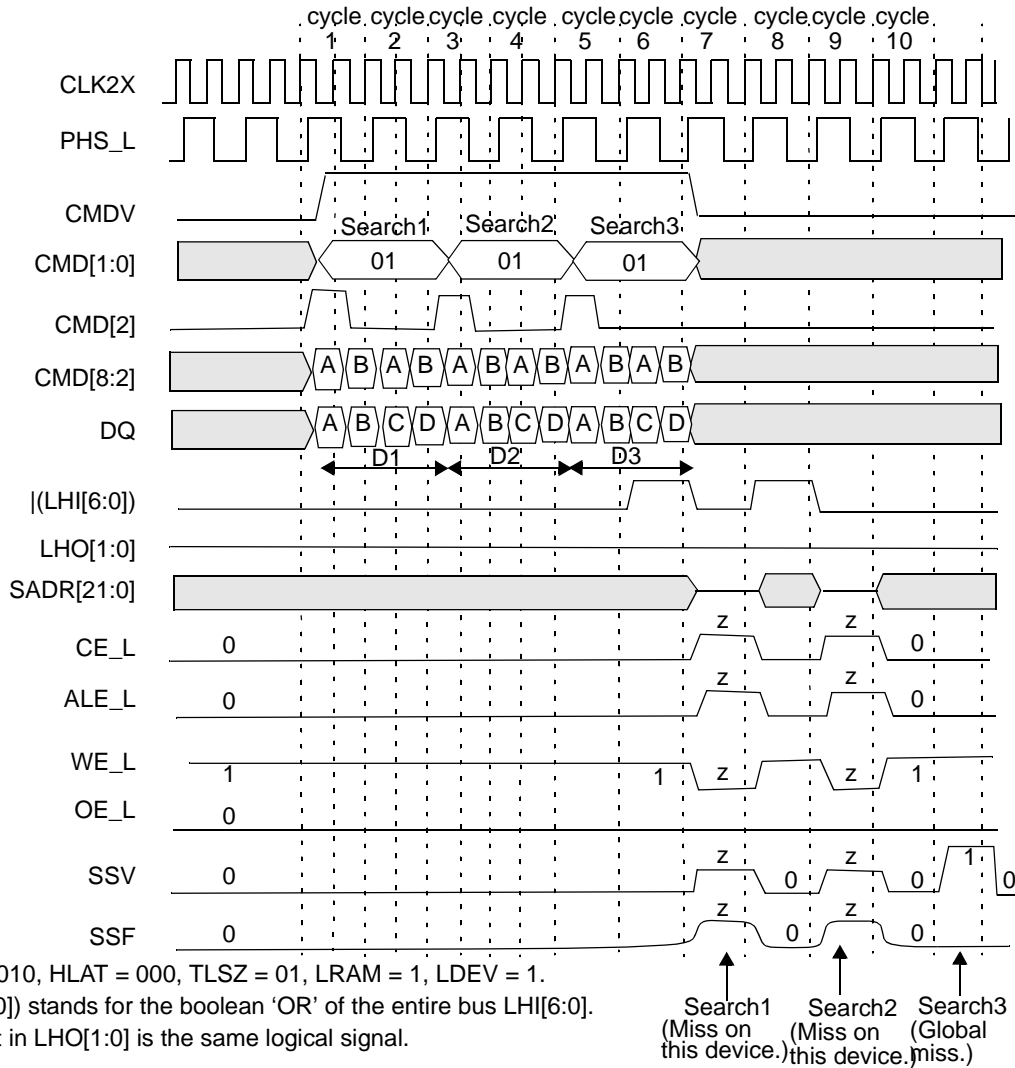 cycle cycle cycle cycle cycle cycle cycle cycle cycle cycle
1 2 3 4 5 6 7 8 9 10
CLK2X
PHS_L
CMDV
Search1 Search2 Search3
CMD[1:0] 01 01 01
CMD[2]
CMD[8:2] A B A B A B A B A B A B
DQ A B C D A B C D A B C D
D1 D2 D3
|(LHI[6:0])
LHO[1:0]
SADR[21:0]
z z
CE_L 0 0
z z
ALE_L 0 0
WE_L 1 1 z z 1
OE_L 0
SSV 0 z 0 z 0 1 0
SSF 0 z 0 z 0
010, HLAT = 000, TLSZ = 01, LRAM = 1, LDEV = 1.
0]) stands for the boolean ‘OR’ of the entire bus LHI[6:0].
t in LHO[1:0] is the same logical signal.
Search1
(Miss on
this device.)
Search2
(Miss on
this device.)
Search3
(Global
miss.)